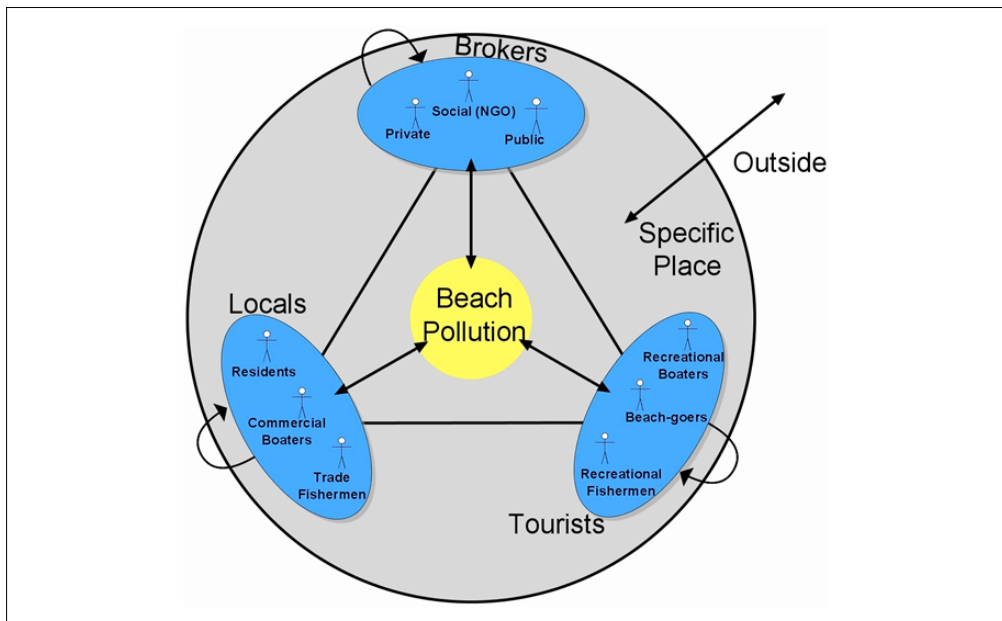 Brokers
Social (NGO)
Private
Public
Outside
Specific
Place
Beach
Pollution
Locals
Residents
Commercial
Boaters
Trade
Fishermen
Recreational
Boaters
Beach-goers
Recreational
Fishermen
Tourists